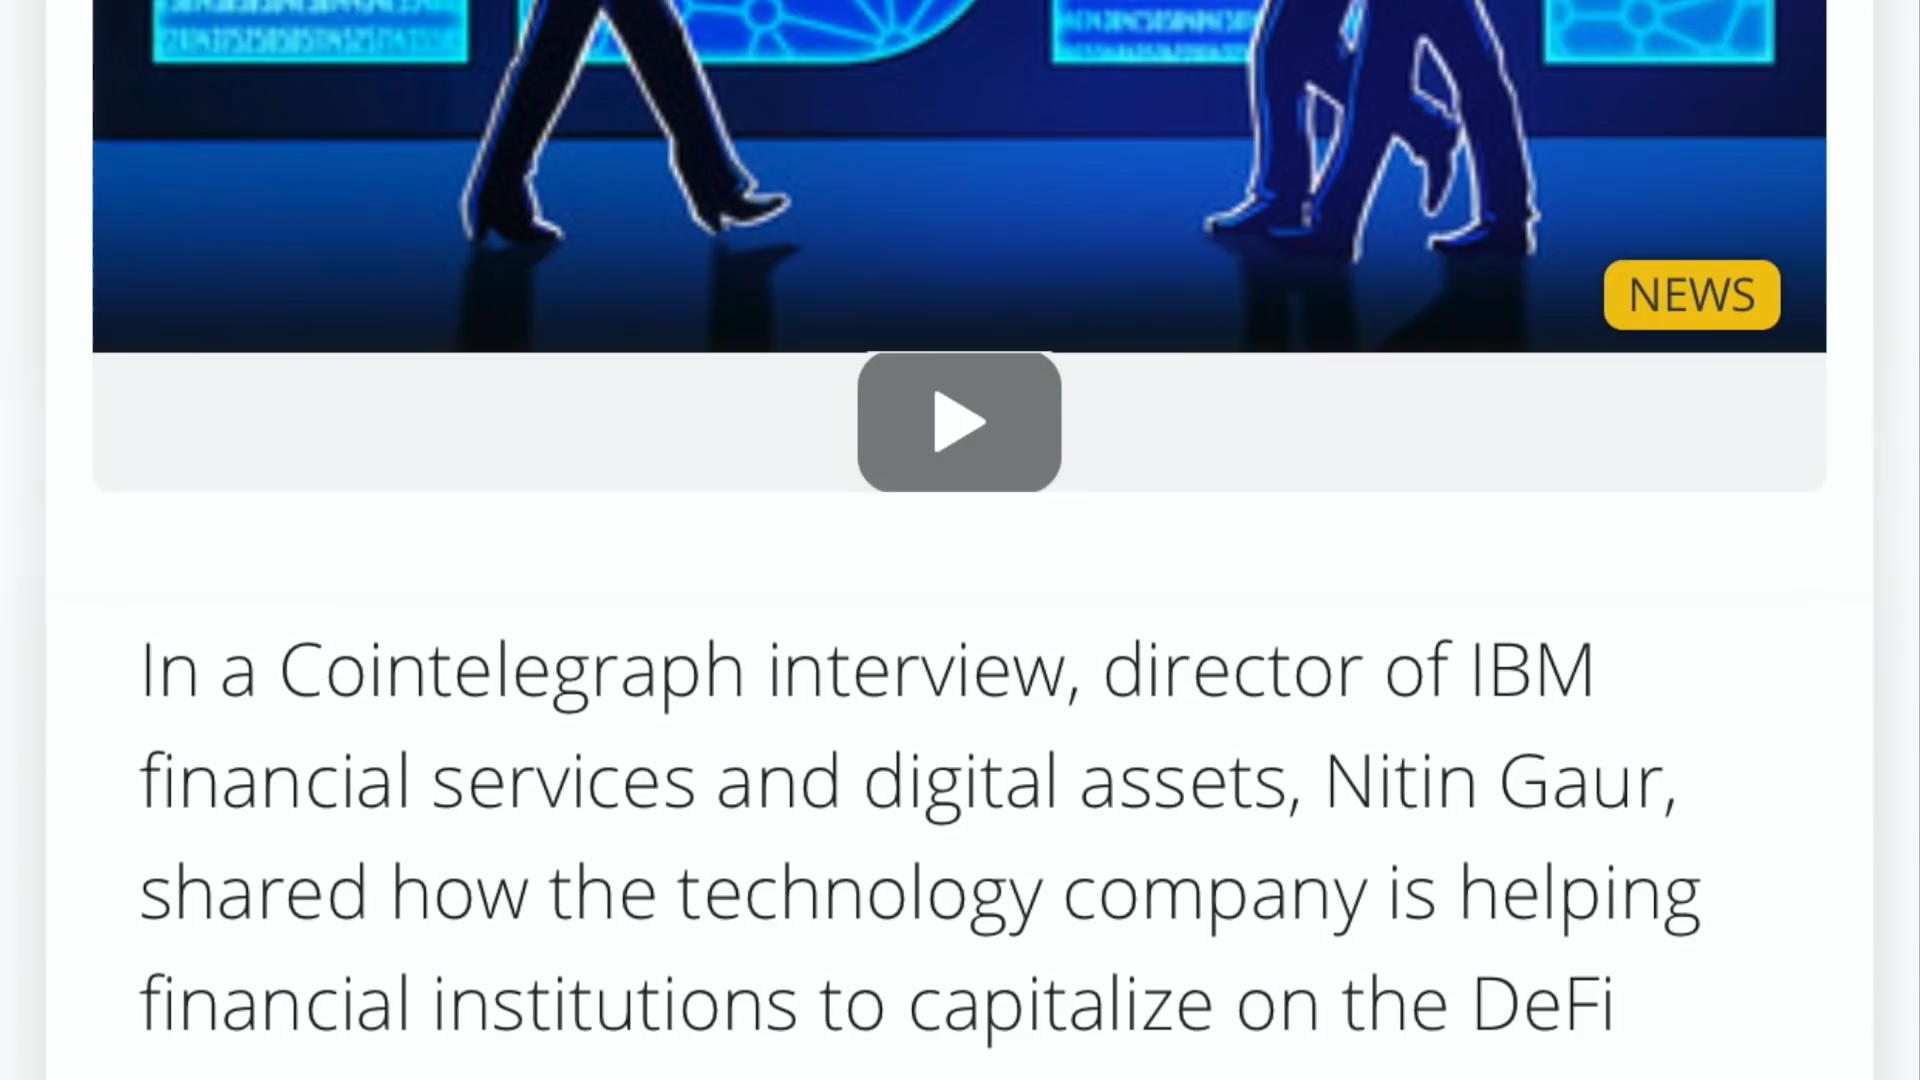 NEWS
In a Cointelegraph interview, director of IBM
financial services and digital assets, Nitin Gaur,
shared how the technology company is helping
financial institutions to capitalize on the DeFi